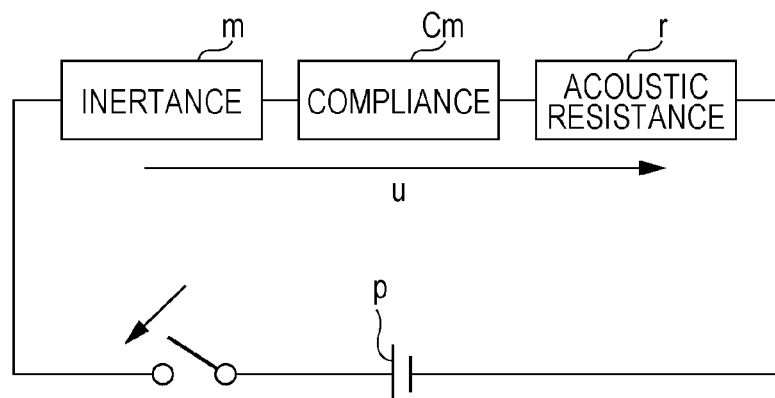 m
Cm
r
INERTANCE
COMPLIANCE
ACOUSTIC
RESISTANCE
u
p